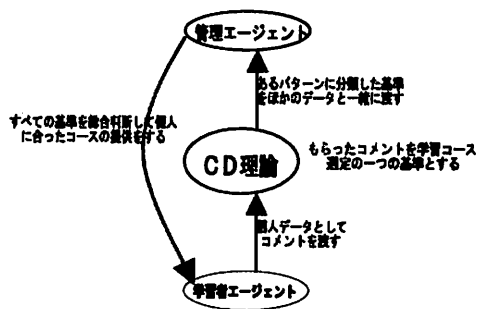 管理エージェント
あるパターンに分類した基準
をほかのデータと一緒に渡す
すべての基準を総合判断して個人
に合ったコースの提供をする
CD理論
もらったコメントを学習コース
選定の一つの基準とする
個人データとして
コメントを渡す
学習者エージェント